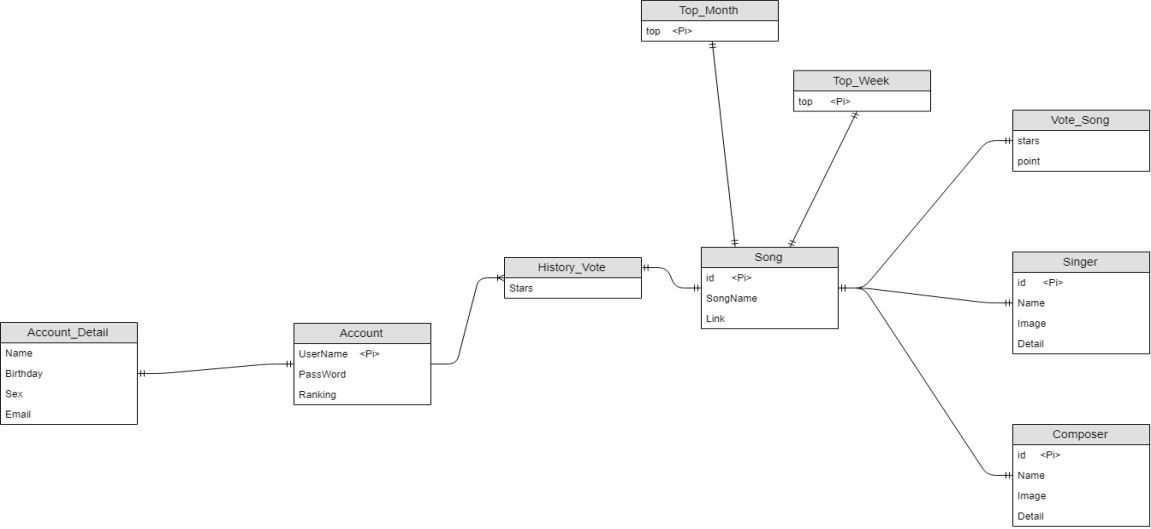 Top_Month
top <Pi>
Top_Week
top <Pi>
Vote_Song
stars
point
Song
id <Pi>
SongName
Link
History_Vote
Stars
Singer
id <Pi>
Name
Image
Detail
Account_Detail
Name
Birthday
Sex
Email
Account
UserName <Pi>
PassWord
Ranking
Composer
id <Pi>
Name
Image
Detail